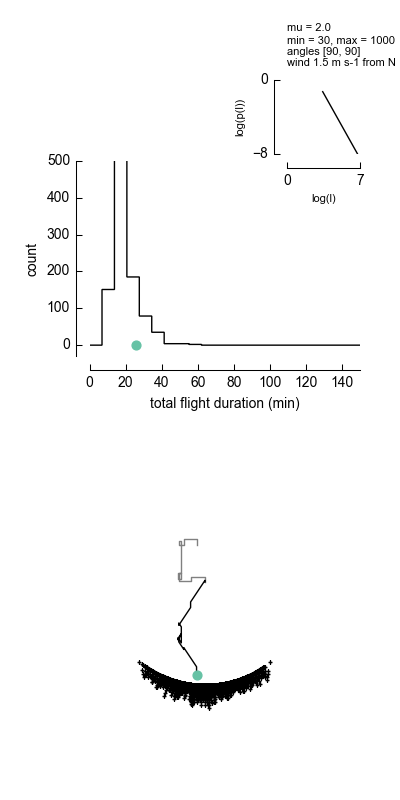 mu = 2.0
min = 30, max = 1000
angles [90, 90]
wind 1.5 m s-1 from N
0
log(p(l))
−8
0 7
log(l)
500
400
300
count
200
100
0
0 20 40 60 80 100 120 140
total flight duration (min)